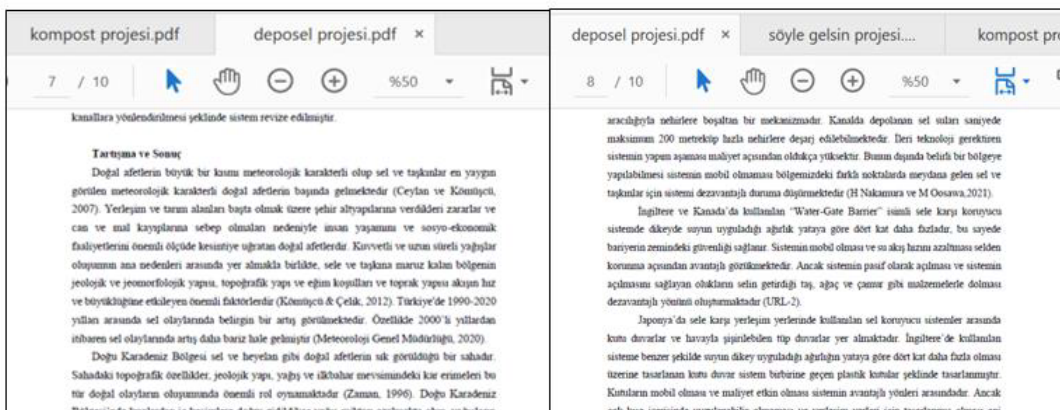 kompost projesi.pdf
deposel projesi.pdf ×
7 / 10
%50
kanallara yönlendirilmesi şeklinde sistem revize edilmiştir.
Tartışma ve Sonuç
Doğal afetlerin büyük bir kısmı meteorolojik karakterli olup sel ve taşkınlar en yaygın
görülen meteorolojik karakterli doğal afetlerin başında gelmektedir (Ceylan ve Kömüşçü,
2007). Yerleşim ve tarım alanları başta olmak üzere şehir altyapılarına verdikleri zararlar ve
can ve mal kayıplarına sebep olmaları nedeniyle insan yaşamını ve sosyo-ekonomik
faaliyetlerini önemli ölçüde kesintiye uğratan doğal afetlerdir. Kuvvetli ve uzun süreli yağışlar
oluşumun ana nedenleri arasında yer almakla birlikte, sele ve taşkına maruz kalan bölgenin
jeolojik ve jeomorfolojik yapısı, topoğrafik yapı ve eğim koşulları ve toprak yapısı akışın hız
ve büyüklüğüne etkileyen önemli faktörlerdir (Kömüşçü & Çelik, 2012). Türkiye'de 1990-2020
yılları arasında sel olaylarında belirgin bir artış görülmektedir. Özellikle 2000'li yıllardan
itibaren sel olaylarında artış daha bariz hale gelmiştir (Meteoroloji Genel Müdürlüğü, 2020).
Doğu Karadeniz Bölgesi sel ve heyelan gibi doğal afetlerin sık görüldüğü bir sahadır.
Sahadaki topoğrafik özellikler, jeolojik yapı, yağış ve ilkbahar mevsimindeki kar erimeleri bu
tür doğal olayların oluşumunda önemli rol oynamaktadır (Zaman, 1996). Doğu Karadeniz
deposel projesi.pdf ×
söyle gelsin projesi....
kompost pro
8 / 10
%50
aracılığıyla nehirlere boşaltan bir mekanizmadır. Kanalda depolanan sel suları saniyede
maksimum 200 metreküp hızla nehirlere deşarj edilebilmektedir. İleri teknoloji gerektiren
sistemin yapım aşaması maliyet açısından oldukça yüksektir. Bunun dışında belirli bir bölgeye
yapılabilmesi sistemin mobil olmaması bölgemizdeki farklı noktalarda meydana gelen sel ve
taşkınlar için sistemi dezavantajlı duruma düşürmektedir (H Nakamura ve M Oosawa,2021).
İngiltere ve Kanada'da kullanılan "Water-Gate Barrier" isimli sele karşı koruyucu
sistemde dikeyde suyun uyguladığı ağırlık yataya göre dört kat daha fazladır, bu sayede
bariyerin zemindeki güvenliği sağlanır. Sistemin mobil olması ve su akış hızını azaltması selden
korunma açısından avantajlı gözükmektedir. Ancak sistemin pasif olarak açılması ve sistemin
açılmasını sağlayan olukların selin getirdiği taş, ağaç ve çamur gibi malzemelerle dolması
dezavantajlı yönünü oluşturmaktadır (URL-2).
Japonya'da sele karşı yerleşim yerlerinde kullanılan sel koruyucu sistemler arasında
kutu duvarlar ve havayla şişirilebilen tüp duvarlar yer almaktadır. İngiltere'de kullanılan
sisteme benzer şekilde suyun dikey uyguladığı ağırlığın yataya göre dört kat daha fazla olması
üzerine tasarlanan kutu duvar sistem birbirine geçen plastik kutular şeklinde tasarlanmıştır.
Kutuların mobil olması ve maliyet etkin olması sistemin avantajlı yönleri arasındadır. Ancak